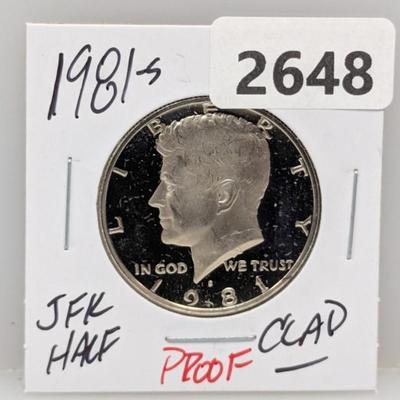 1981-s
2648
LIBERTY
IN GOD WE TRUST
S
1981
JFK
HALF
PROOF
CLAD